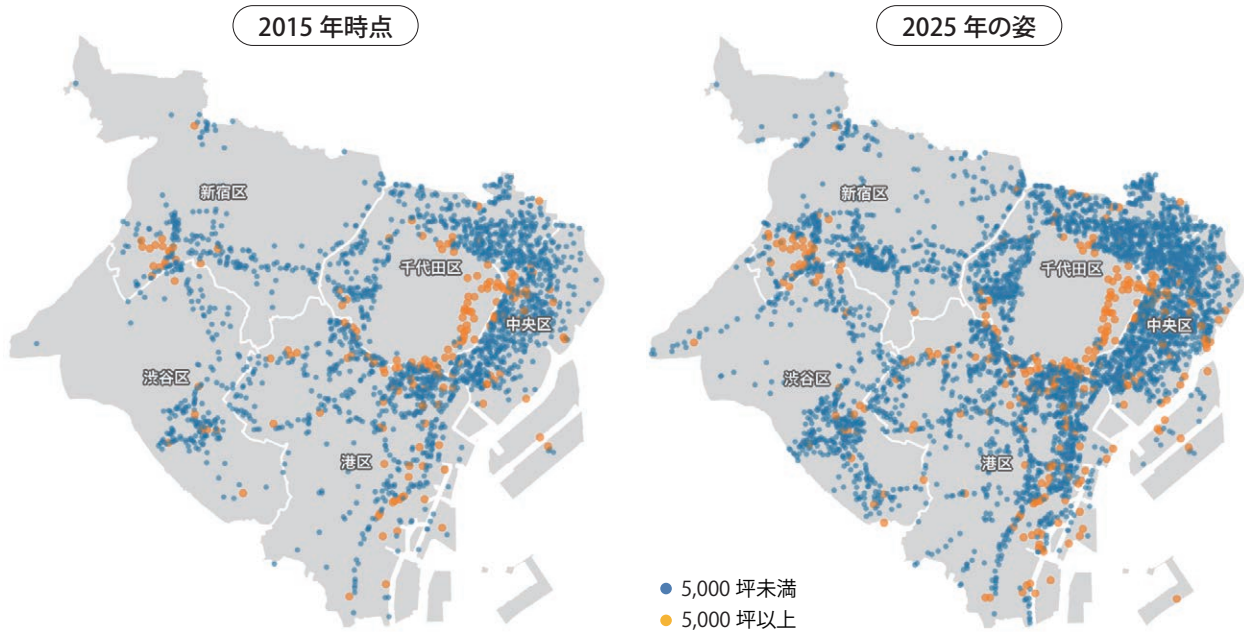 2015 年時点
新宿区
千代田区
中央区
渋谷区
港区
2025 年の姿
新宿区
千代田区
中央区
渋谷区
港区
5,000 坪未満
5,000 坪以上